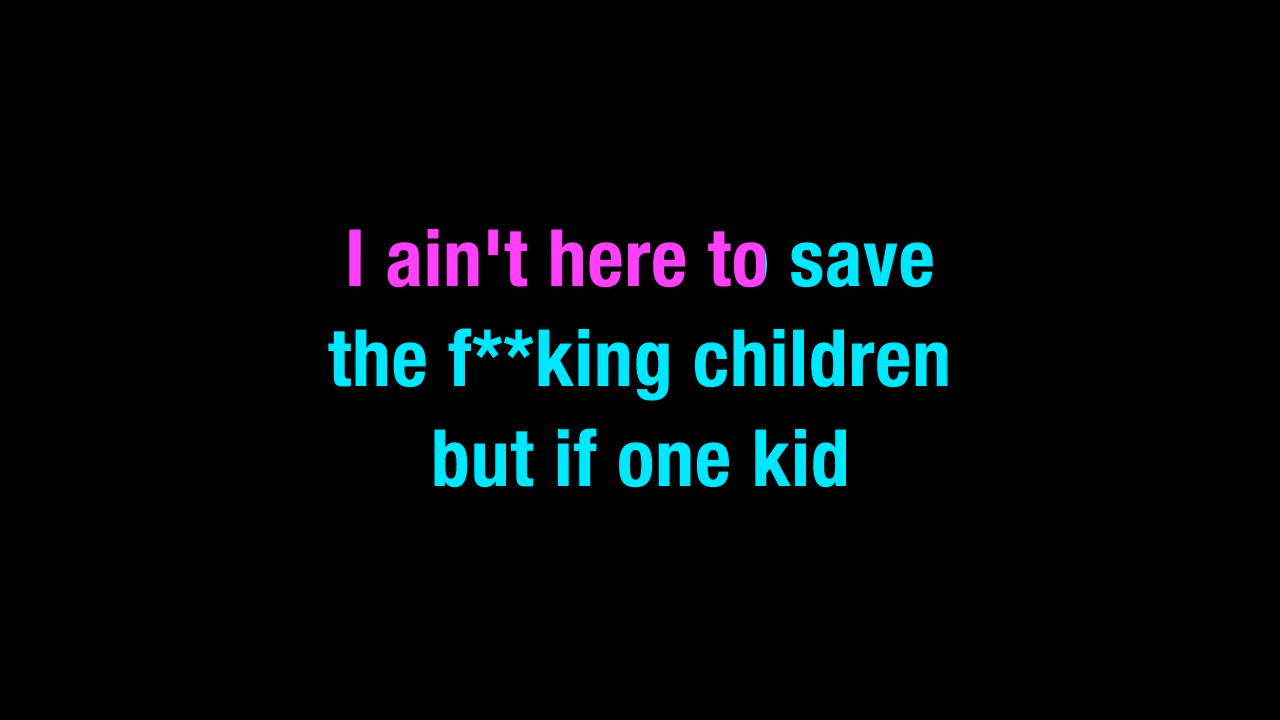 I ain't here to save
the f**king children
but if one kid